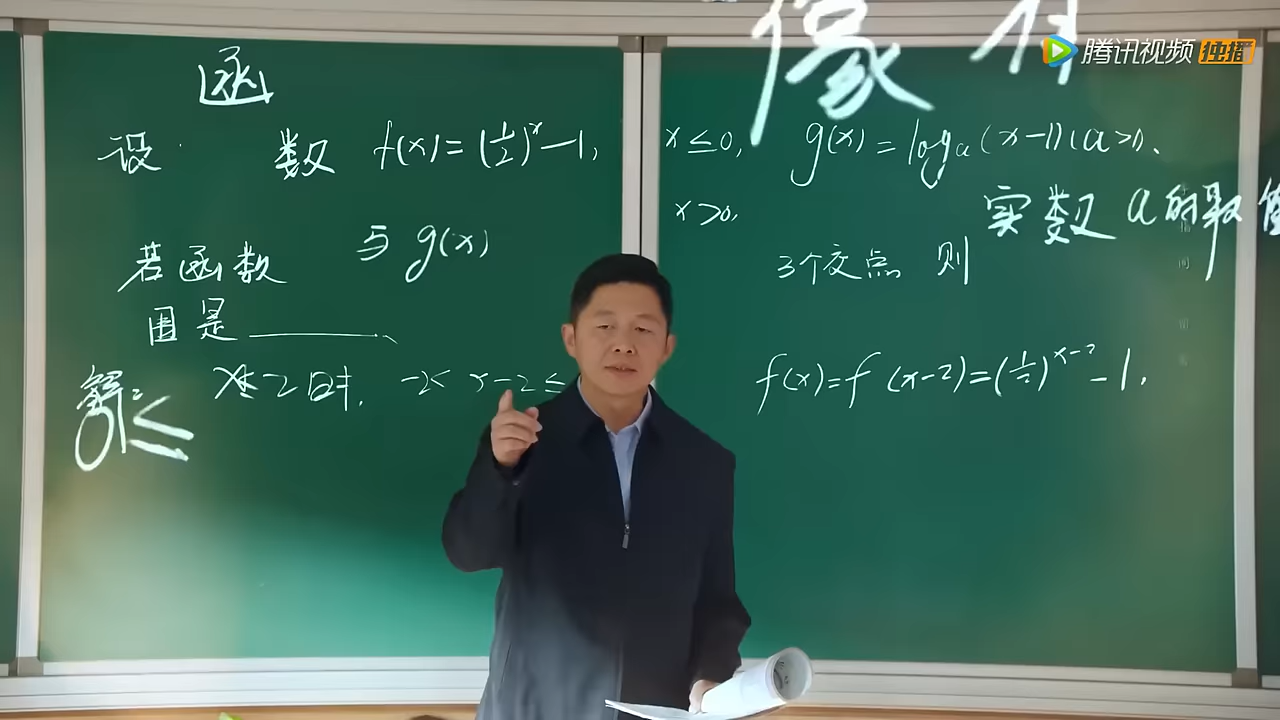 像 有
腾讯视频 独播
函
设 数 f(x)=(1/2)^x-1, x≤0, g(x)=log_a(x-1)(a>1).
x>0,
实数 a的取值
若函数 与 g(x) 3个交点 则
围是
解: x≤2时, -2< x-2≤ f(x)=f(x-2)=(1/2)^{x-2}-1.